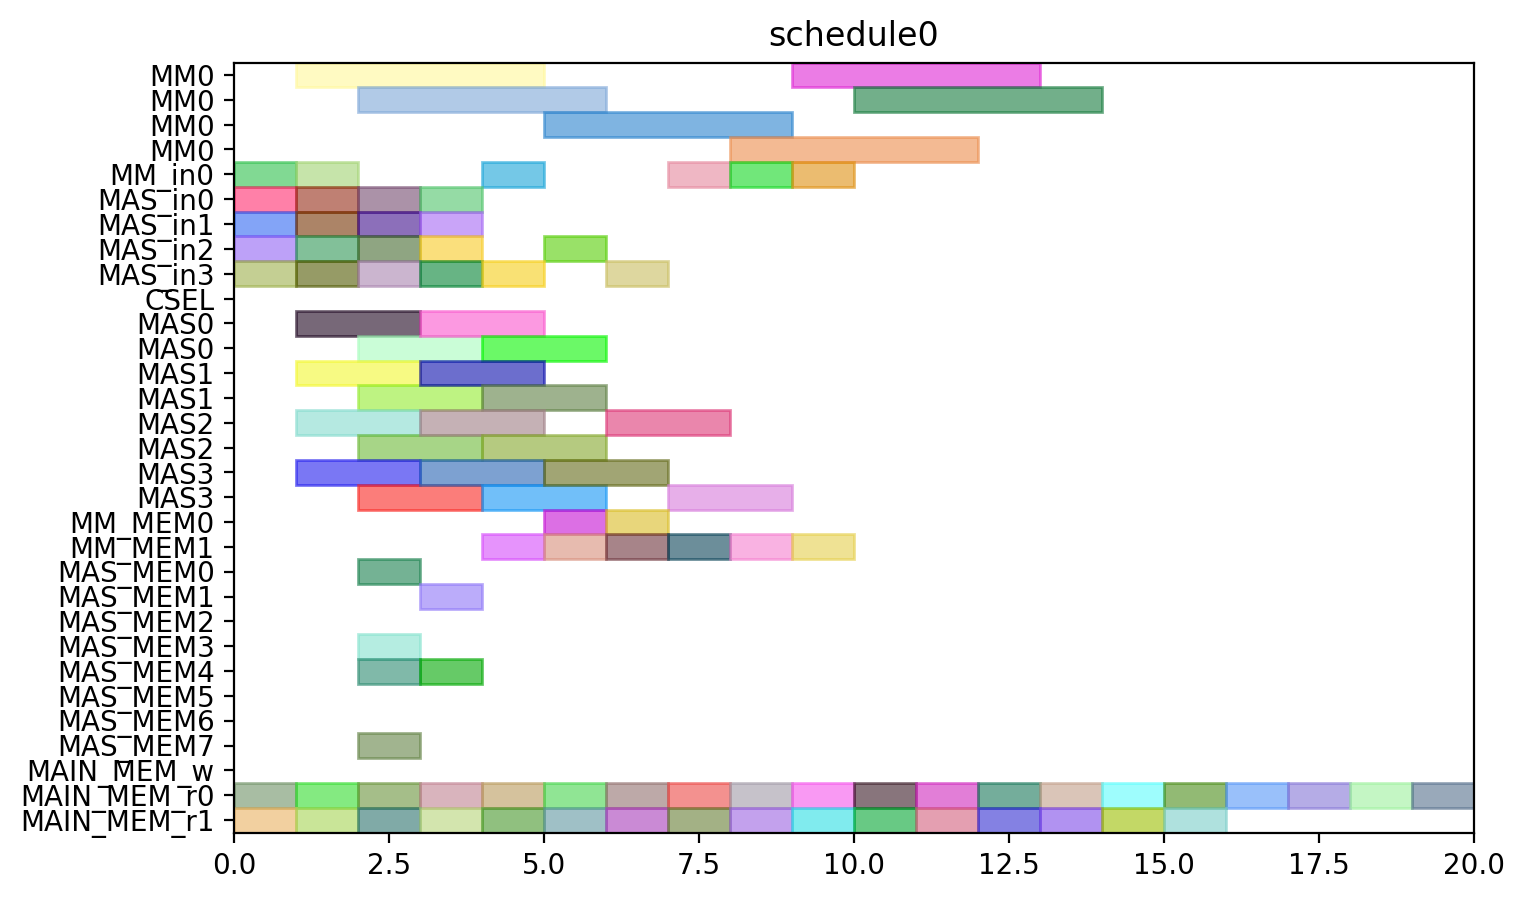 schedule0
MM0
MM0
MM0
MM0
MM_in0
MAS_in0
MAS_in1
MAS_in2
MAS_in3
CSEL
MAS0
MAS0
MAS1
MAS1
MAS2
MAS2
MAS3
MAS3
MM_MEM0
MM_MEM1
MAS_MEM0
MAS_MEM1
MAS_MEM2
MAS_MEM3
MAS_MEM4
MAS_MEM5
MAS_MEM6
MAS_MEM7
MAIN_MEM_w
MAIN_MEM_r0
MAIN_MEM_r1
0.0 2.5 5.0 7.5 10.0 12.5 15.0 17.5 20.0